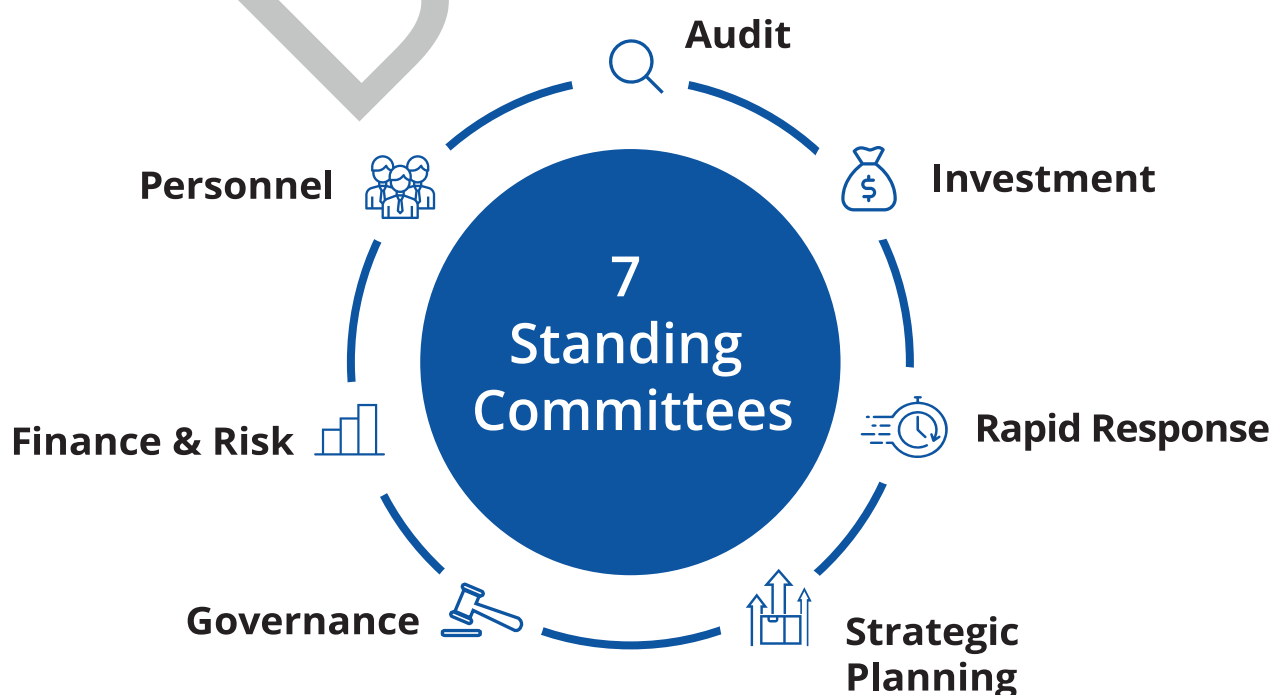 Audit
Personnel
Investment
7
Standing
Committees
Finance & Risk
Rapid Response
Governance
Strategic
Planning
$